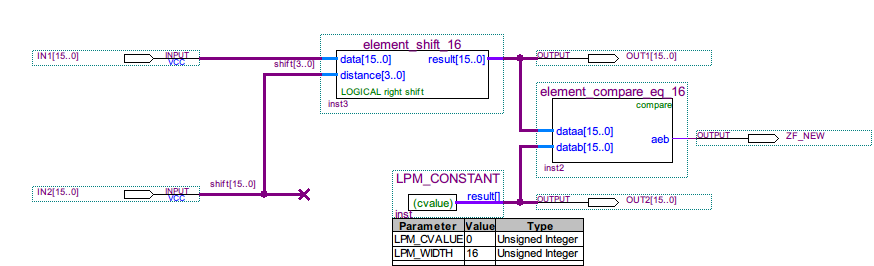 element_shift_16
IN1[15..0]
INPUT
VCC
shift[3..0]
data[15..0]
result[15..0]
distance[3..0]
LOGICAL right shift
inst3
OUTPUT
OUT1[15..0]
element_compare_eq_16
compare
dataa[15..0]
datab[15..0]
aeb
inst2
OUTPUT
ZF_NEW
IN2[15..0]
INPUT
VCC
shift[15..0]
LPM_CONSTANT
(cvalue)
result[]
inst
OUTPUT
OUT2[15..0]
Parameter Value Type
LPM_CVALUE 0 Unsigned Integer
LPM_WIDTH 16 Unsigned Integer